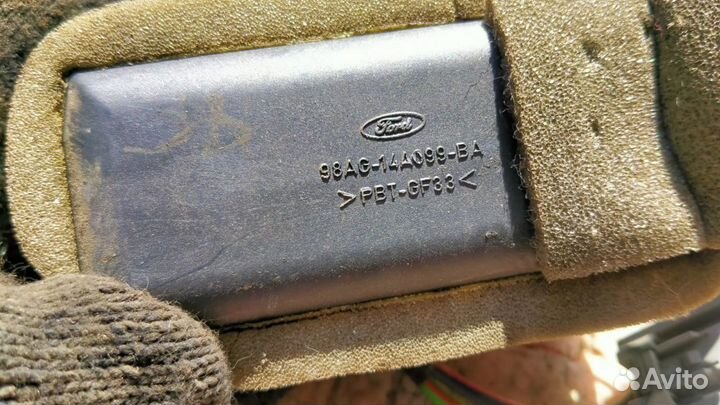 Ford
98AG-14A099-BA
>PBT-GF33<
Avito